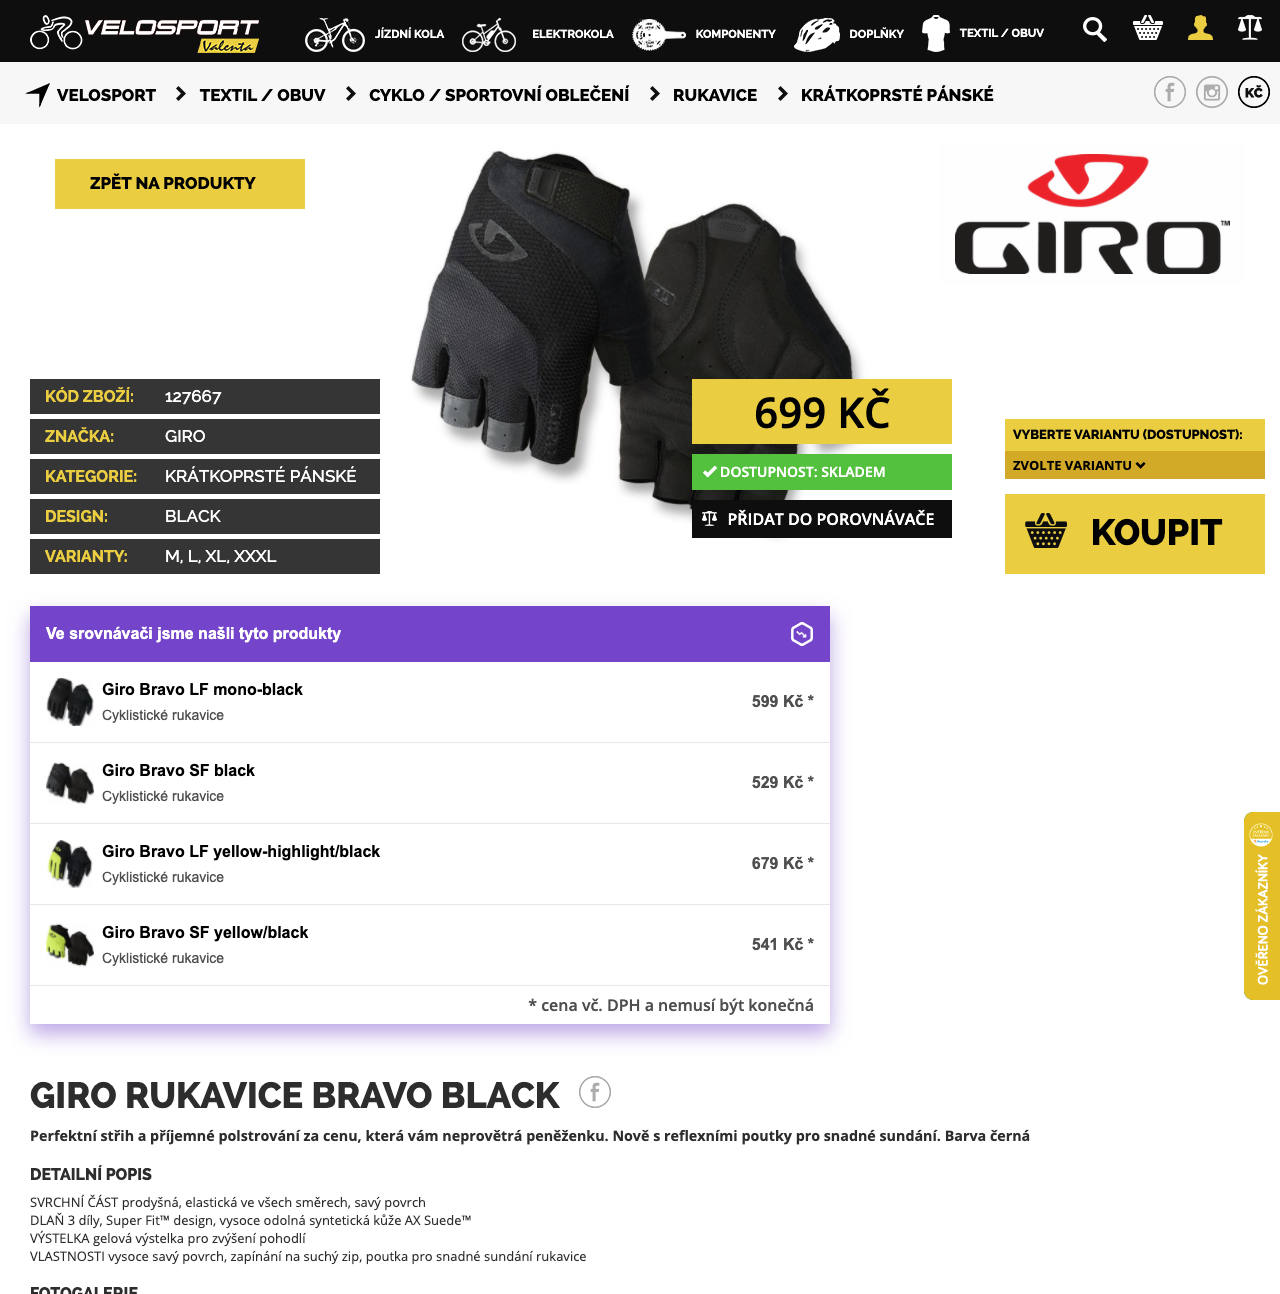 VELOSPORT
Valenta
JÍZDNÍ KOLA
ELEKTROKOLA
KOMPONENTY
DOPLŇKY
TEXTIL / OBUV
VELOSPORT
TEXTIL / OBUV
CYKLO / SPORTOVNÍ OBLEČENÍ
RUKAVICE
KRÁTKOPRSTÉ PÁNSKÉ
KČ
ZPĚT NA PRODUKTY
GIRO™
KÓD ZBOŽÍ: 127667
ZNAČKA: GIRO
KATEGORIE: KRÁTKOPRSTÉ PÁNSKÉ
DESIGN: BLACK
VARIANTY: M, L, XL, XXXL
699 KČ
DOSTUPNOST: SKLADEM
PŘIDAT DO POROVNÁVAČE
VYBERTE VARIANTU (DOSTUPNOST):
ZVOLTE VARIANTU
KOUPIT
Ve srovnávači jsme našli tyto produkty
Giro Bravo LF mono-black
Cyklistické rukavice
599 Kč *
Giro Bravo SF black
Cyklistické rukavice
529 Kč *
Giro Bravo LF yellow-highlight/black
Cyklistické rukavice
679 Kč *
Giro Bravo SF yellow/black
Cyklistické rukavice
541 Kč *
* cena vč. DPH a nemusí být konečná
OVĚŘENO ZÁKAZNÍKY
GIRO RUKAVICE BRAVO BLACK
Perfektní střih a příjemné polstrování za cenu, která vám neprovětrá peněženku. Nově s reflexními poutky pro snadné sundání. Barva černá
DETAILNÍ POPIS
SVRCHNÍ ČÁST prodyšná, elastická ve všech směrech, savý povrch
DLAŇ 3 díly, Super Fit™ design, vysoce odolná syntetická kůže AX Suede™
VÝSTELKA gelová výstelka pro zvýšení pohodlí
VLASTNOSTI vysoce savý povrch, zapínání na suchý zip, poutka pro snadné sundání rukavice
FOTOGALERIE